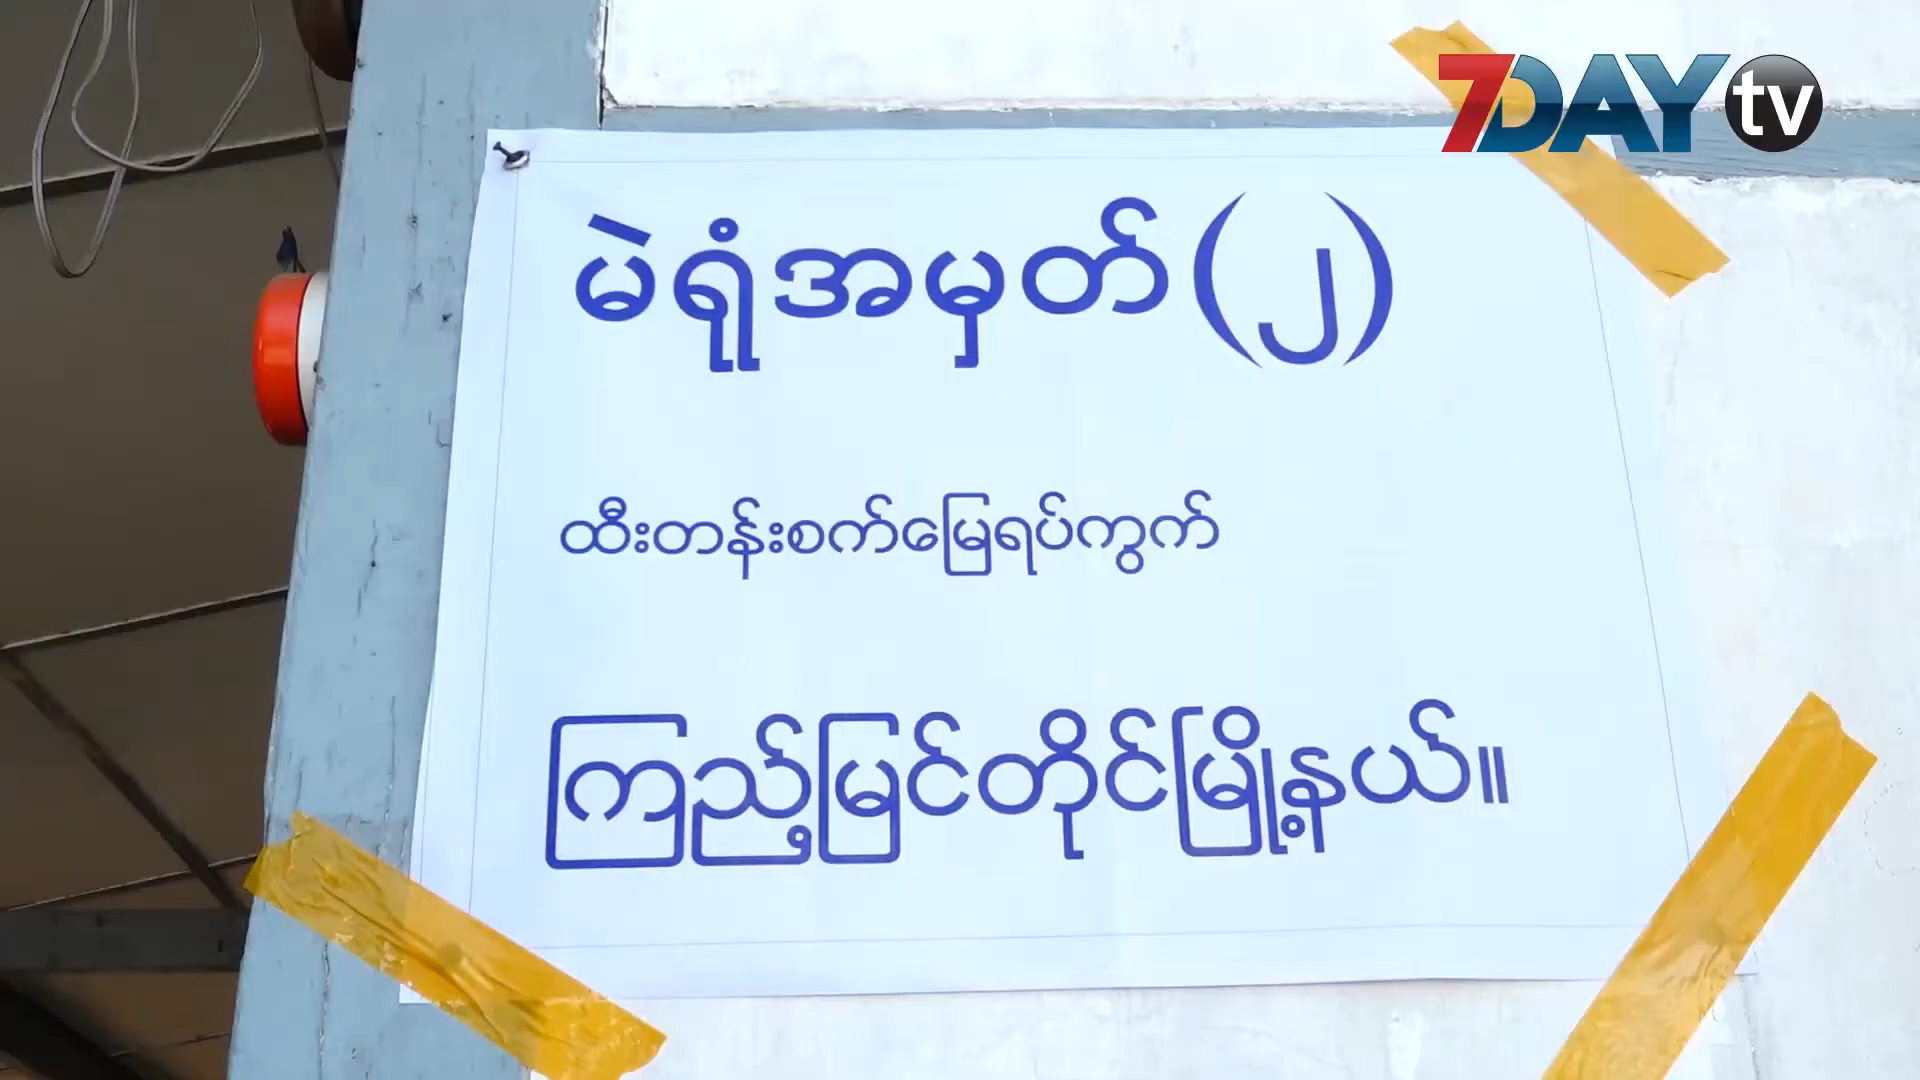 7DAY tv
မဲရုံအမှတ်(၂)
ထီးတန်းစက်မြေရပ်ကွက်
ကြည့်မြင်တိုင်မြို့နယ်။